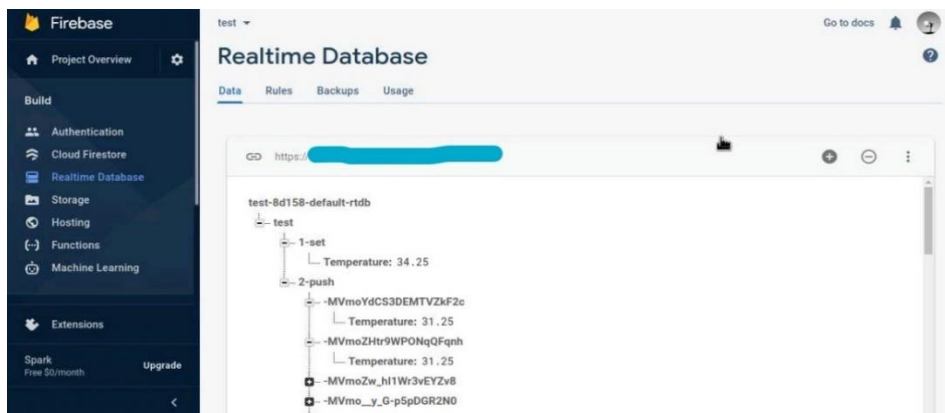 Firebase
test
Go to docs
Project Overview
Realtime Database
Data Rules Backups Usage
Build
Authentication
Cloud Firestore
Realtime Database
Storage
Hosting
Functions
Machine Learning
Extensions
Spark
Free $0/month
Upgrade
https://
test-8d158-default-rtdb
test
1-set
Temperature: 34.25
2-push
-MVmoYdCS3DEMTVZkF2c
Temperature: 31.25
-MVmoZHtr9WPONqQFqnh
Temperature: 31.25
-MVmoZw_hI1Wr3vEYZv8
-MVmo__y_G-p5pDGR2N0